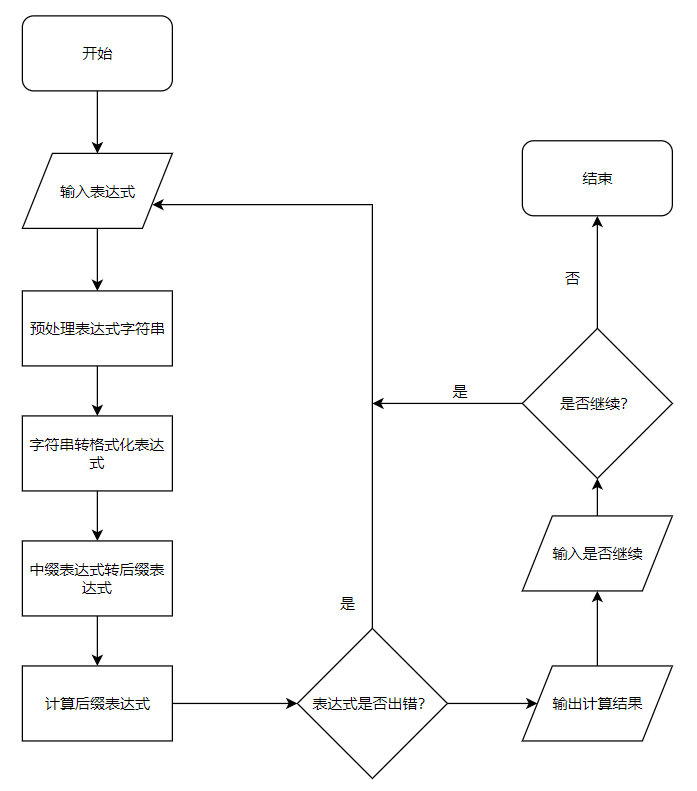 开始
输入表达式
预处理表达式字符串
字符串转格式化表达
式
中缀表达式转后缀表
达式
计算后缀表达式
表达式是否出错?
是
输出计算结果
输入是否继续
是否继续?
是
否
结束